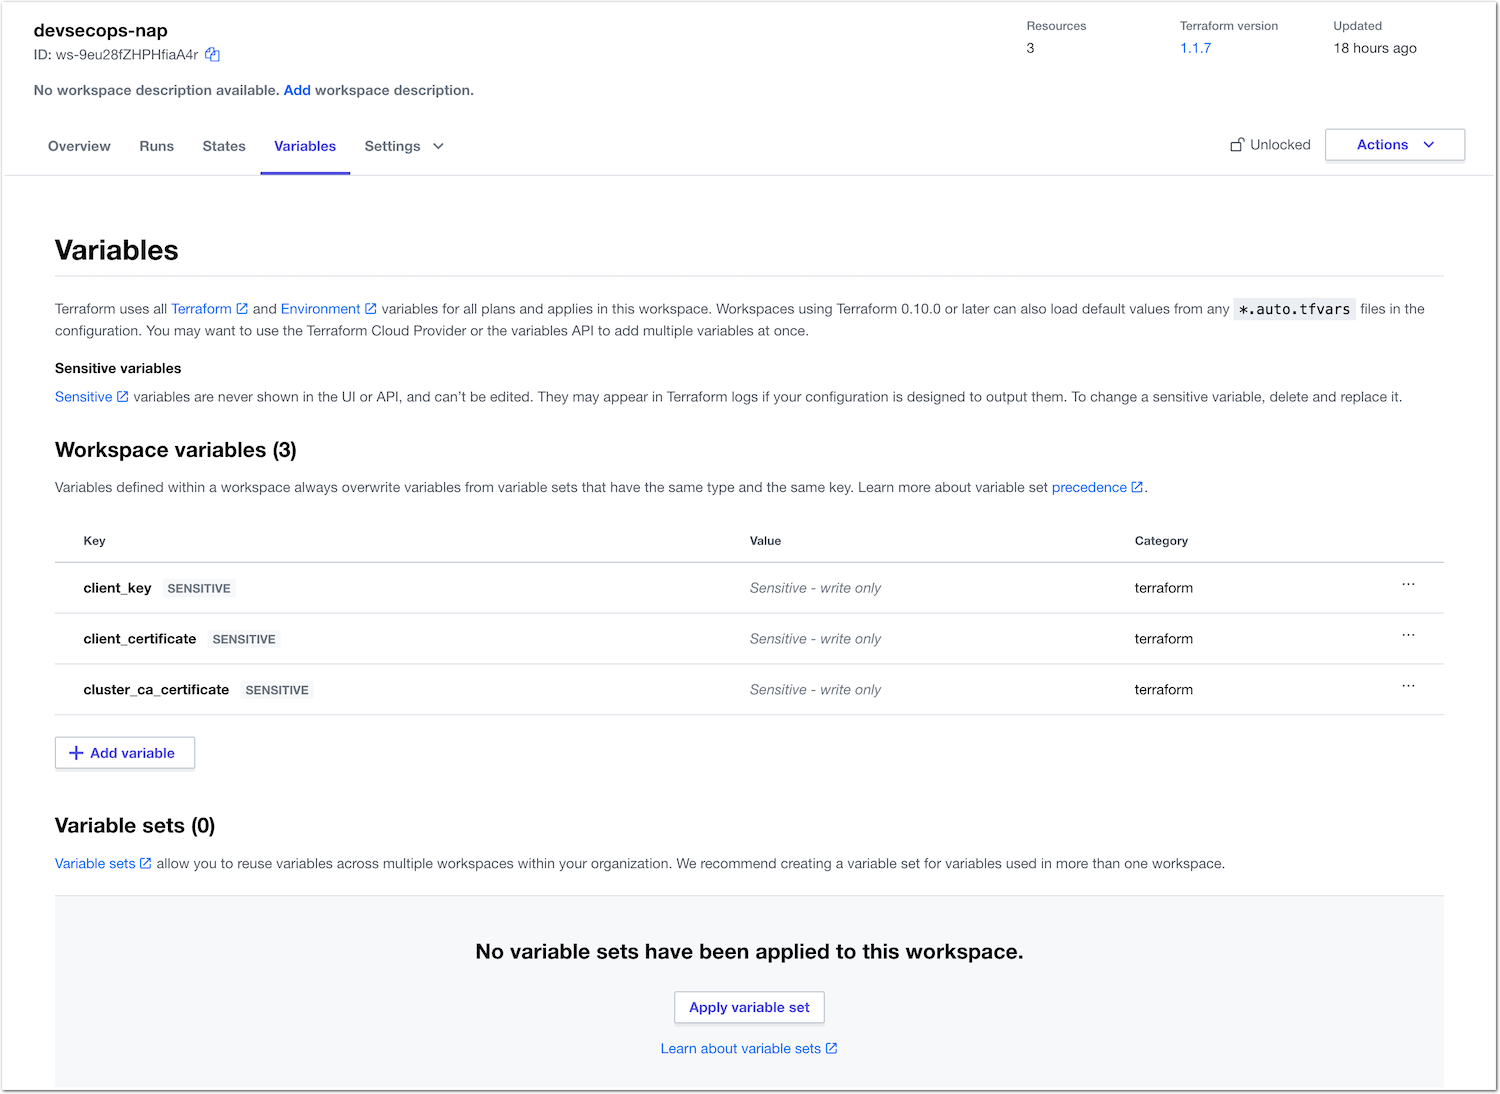 devsecops-nap
ID: ws-9eu28fZHPHfiaA4r
No workspace description available. Add workspace description.
Resources
3
Terraform version
1.1.7
Updated
18 hours ago
Overview
Runs
States
Variables
Settings
Unlocked
Actions
Variables
Terraform uses all Terraform and Environment variables for all plans and applies in this workspace. Workspaces using Terraform 0.10.0 or later can also load default values from any *.auto.tfvars files in the
configuration. You may want to use the Terraform Cloud Provider or the variables API to add multiple variables at once.
Sensitive variables
Sensitive variables are never shown in the UI or API, and can't be edited. They may appear in Terraform logs if your configuration is designed to output them. To change a sensitive variable, delete and replace it.
Workspace variables (3)
Variables defined within a workspace always overwrite variables from variable sets that have the same type and the same key. Learn more about variable set precedence.
Key Value Category
client_key SENSITIVE Sensitive - write only terraform ...
client_certificate SENSITIVE Sensitive - write only terraform ...
cluster_ca_certificate SENSITIVE Sensitive - write only terraform ...
+ Add variable
Variable sets (0)
Variable sets allow you to reuse variables across multiple workspaces within your organization. We recommend creating a variable set for variables used in more than one workspace.
No variable sets have been applied to this workspace.
Apply variable set
Learn about variable sets